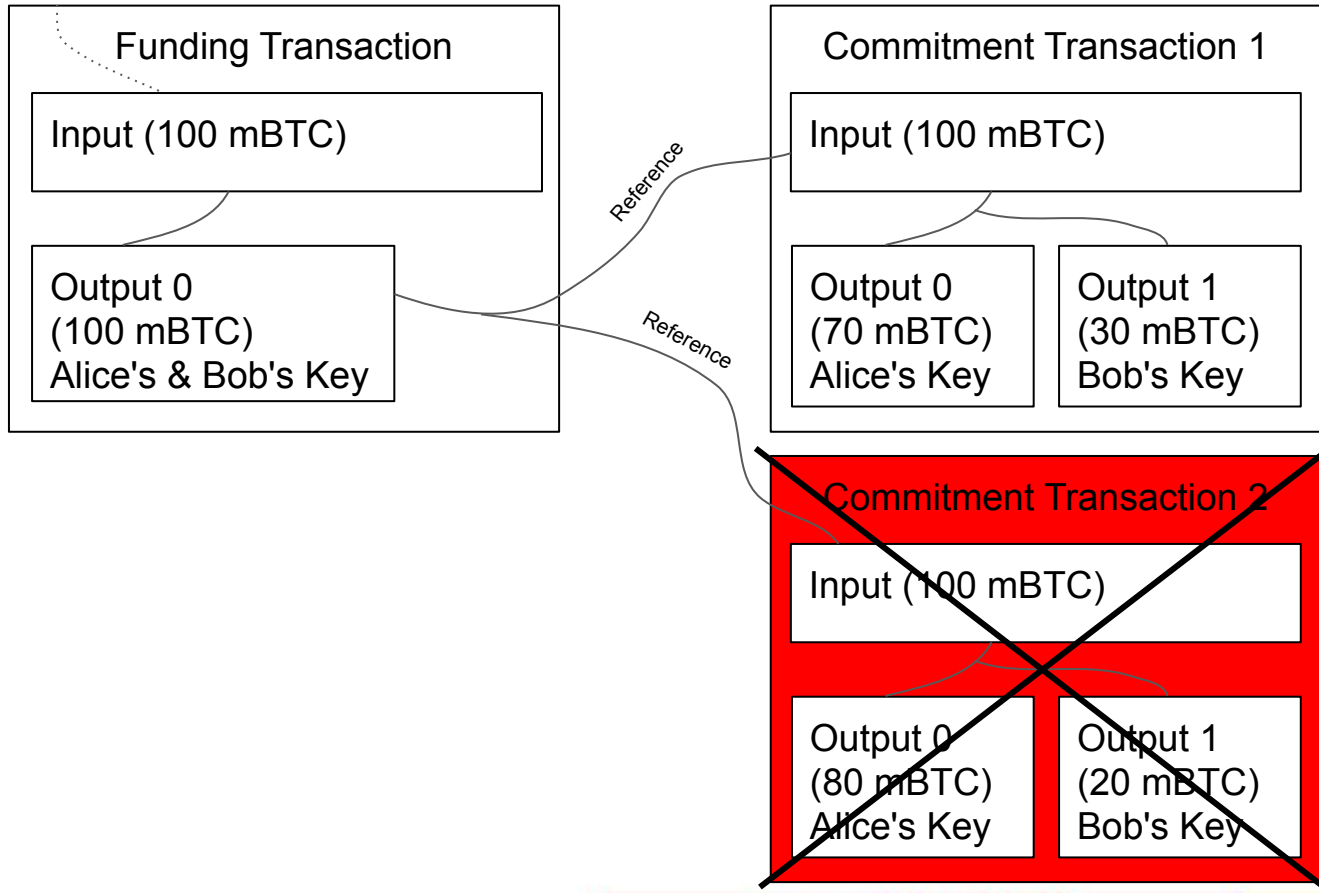 Funding Transaction
Input (100 mBTC)
Output 0
(100 mBTC)
Alice's & Bob's Key
Reference
Reference
Commitment Transaction 1
Input (100 mBTC)
Output 0
(70 mBTC)
Alice's Key
Output 1
(30 mBTC)
Bob's Key
Commitment Transaction 2
Input (100 mBTC)
Output 0
(80 mBTC)
Alice's Key
Output 1
(20 mBTC)
Bob's Key